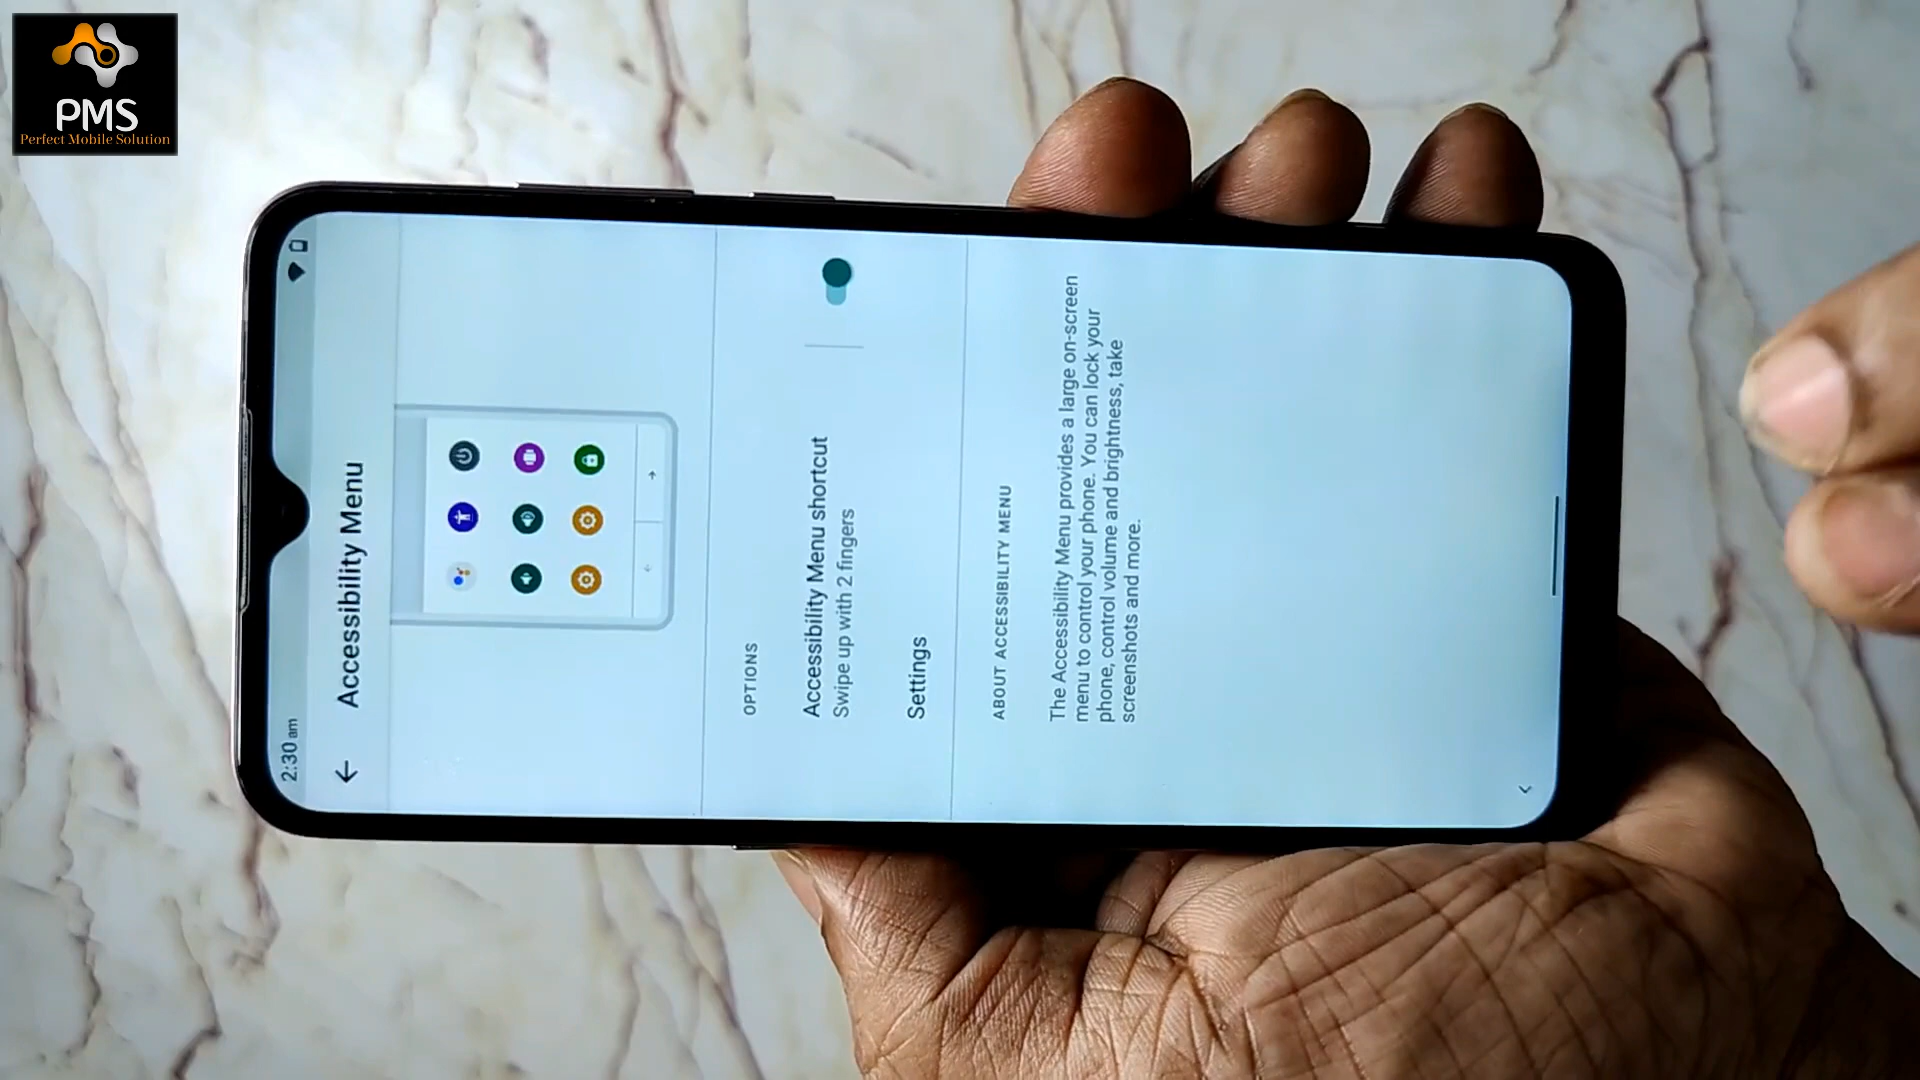 PMS
Perfect Mobile Solution
2:30 am
Accessibility Menu
OPTIONS
Accessibility Menu shortcut
Swipe up with 2 fingers
Settings
ABOUT ACCESSIBILITY MENU
The Accessibility Menu provides a large on-screen
menu to control your phone. You can lock your
phone, control volume and brightness, take
screenshots and more.